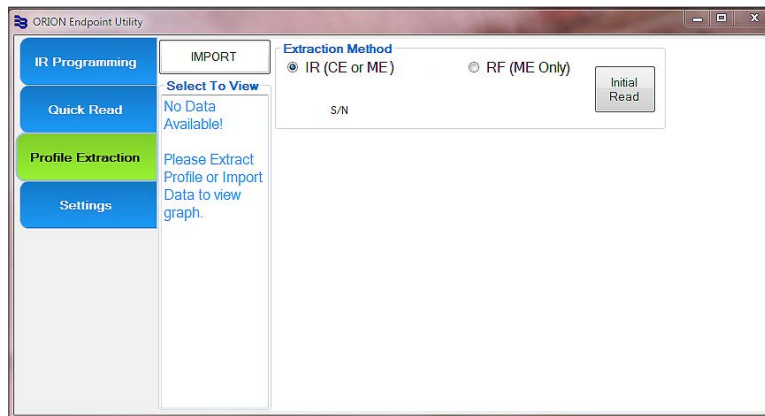 ORION Endpoint Utility
IR Programming
Quick Read
Profile Extraction
Settings
IMPORT
Select To View
No Data
Available!
Please Extract
Profile or Import
Data to view
graph.
Extraction Method
IR (CE or ME)
RF (ME Only)
S/N
Initial
Read